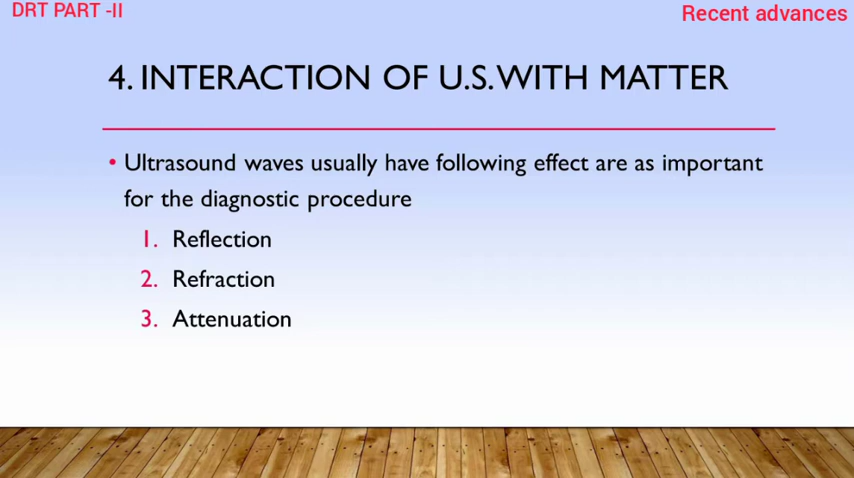 DRT PART -II
Recent advances
4. INTERACTION OF U.S. WITH MATTER
• Ultrasound waves usually have following effect are as important
for the diagnostic procedure
1. Reflection
2. Refraction
3. Attenuation